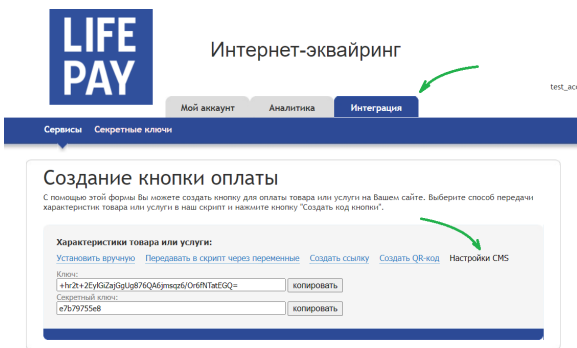 LIFE
PAY
Интернет-эквайринг
test_acc
Мой аккаунт Аналитика Интеграция
Сервисы Секретные ключи
Создание кнопки оплаты
С помощью этой формы Вы можете создать кнопку для оплаты товара или услуги на Вашем сайте. Выберите способ передачи
характеристик товара или услуги в наш скрипт и нажмите кнопку "Создать код кнопки".
Характеристики товара или услуги:
Установить вручную Передавать в скрипт через переменные Создать ссылку Создать QR-код Настройки CMS
Ключ:
+hr2t+2EyIGiZajGgUg876QA6jmsqz6/Or6fNTatEGQ= копировать
Секретный ключ:
e7b79755e8 копировать